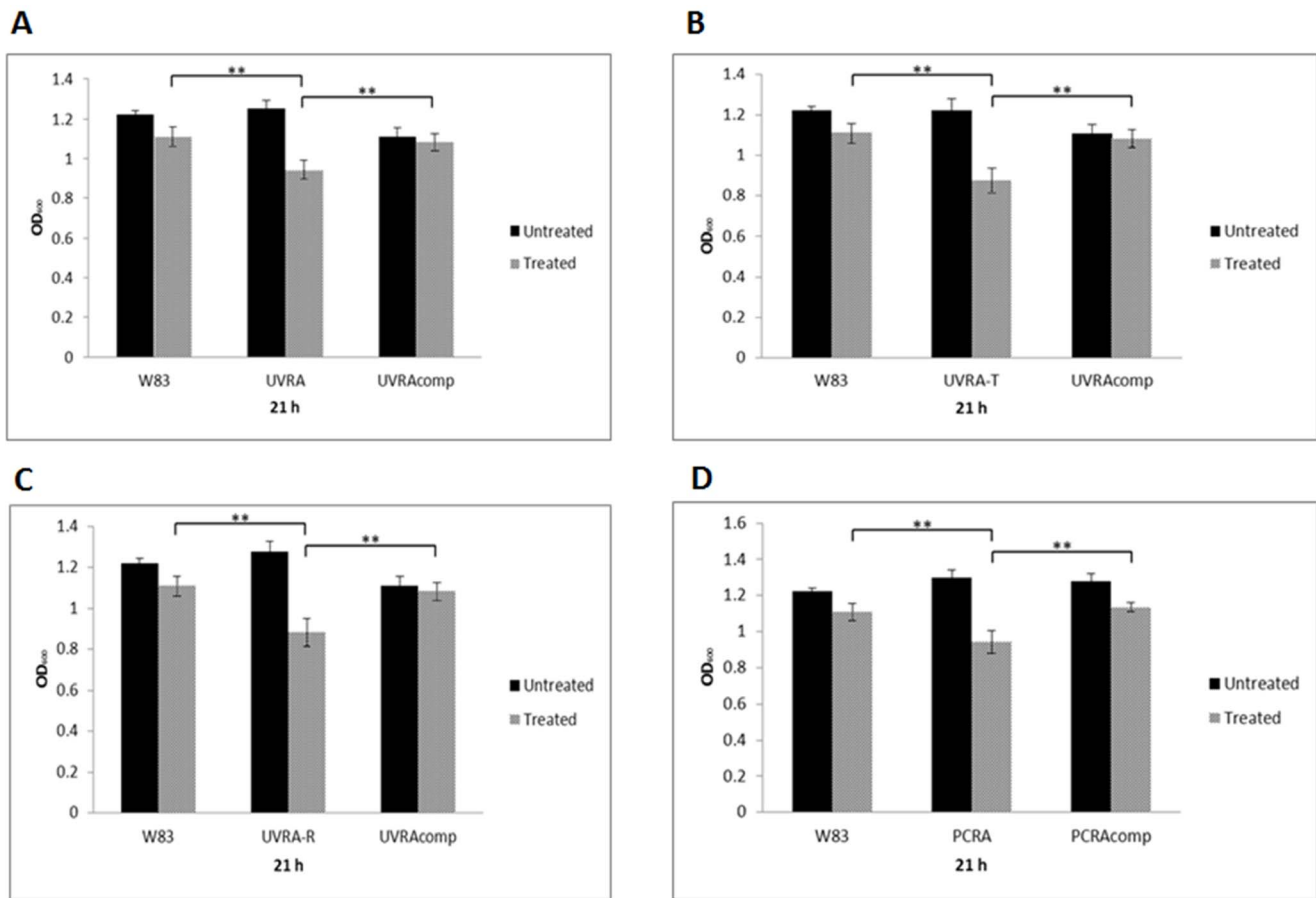 A
1.4
1.2
1
0.8
0.6
0.4
0.2
0
OD₆₀₀
**
**
Untreated
Treated
W83 UVRA UVRAcomp
21 h
B
1.4
1.2
1
0.8
0.6
0.4
0.2
0
OD₆₀₀
**
**
Untreated
Treated
W83 UVRA-T UVRAcomp
21 h
C
1.4
1.2
1
0.8
0.6
0.4
0.2
0
OD₆₀₀
**
**
Untreated
Treated
W83 UVRA-R UVRAcomp
21 h
D
1.6
1.4
1.2
1
0.8
0.6
0.4
0.2
0
OD₆₀₀
**
**
Untreated
Treated
W83 PCRA PCRAcomp
21 h